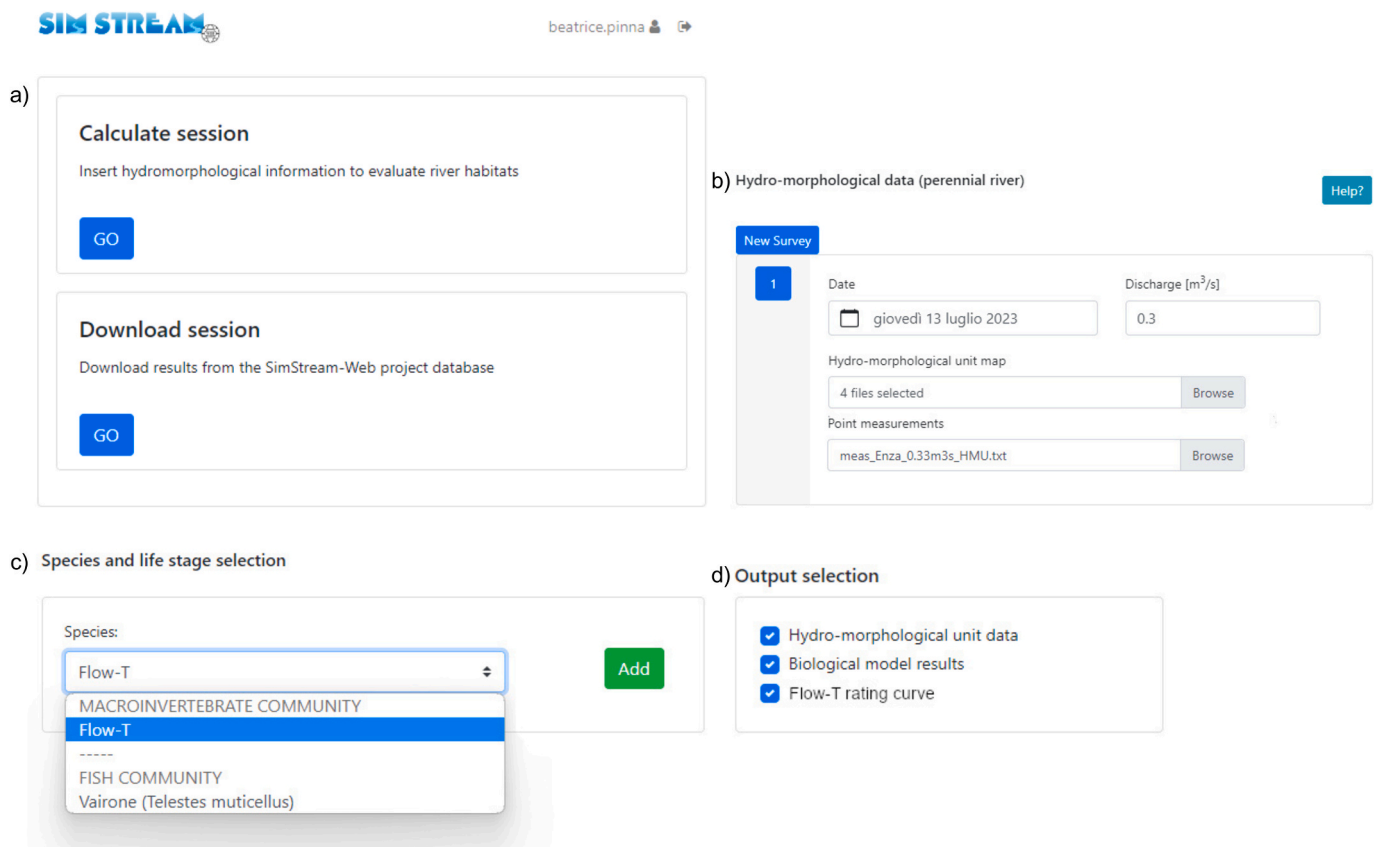 SIM STREAM
beatrice.pinna
a)
Calculate session
Insert hydromorphological information to evaluate river habitats
GO
Download session
Download results from the SimStream-Web project database
GO
b) Hydro-morphological data (perennial river)
Help?
New Survey
1
Date
Discharge [m³/s]
giovedì 13 luglio 2023
0.3
Hydro-morphological unit map
4 files selected
Browse
Point measurements
meas_Enza_0.33m3s_HMU.txt
Browse
c) Species and life stage selection
Species:
Flow-T
Add
MACROINVERTEBRATE COMMUNITY
Flow-T
-----
FISH COMMUNITY
Vairone (Telestes muticellus)
d) Output selection
Hydro-morphological unit data
Biological model results
Flow-T rating curve